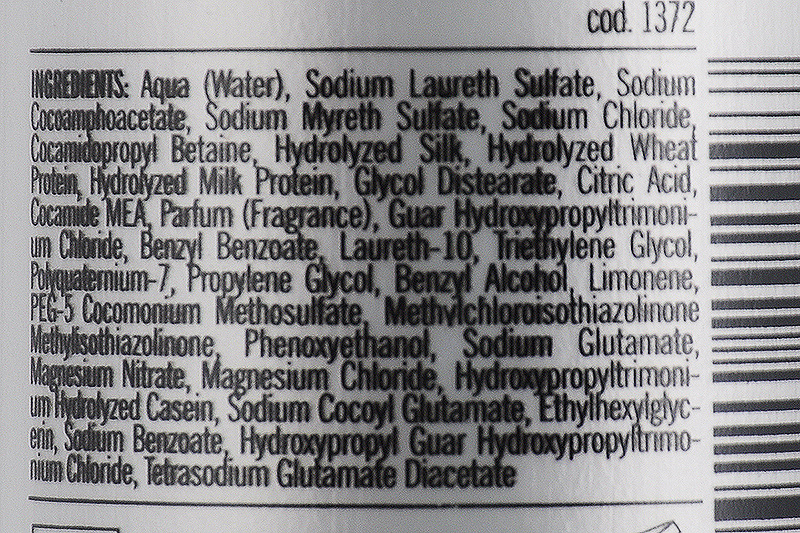 cod. 1372
INGREDIENTS: Aqua (Water), Sodium Laureth Sulfate, Sodium
Cocoamphoacetate, Sodium Myreth Sulfate, Sodium Chloride,
Cocamidopropyl Betaine, Hydrolyzed Silk, Hydrolyzed Wheat
Protein, Hydrolyzed Milk Protein, Glycol Distearate, Citric Acid,
Cocamide MEA, Parfum (Fragrance), Guar Hydroxypropyltrimoni-
um Chloride, Benzyl Benzoate, Laureth-10, Triethylene Glycol,
Polyquaternium-7, Propylene Glycol, Benzyl Alcohol, Limonene,
PEG-5 Cocomonium Methosulfate, Methylchloroisothiazolinone
Methylisothiazolinone, Phenoxyethanol, Sodium Glutamate,
Magnesium Nitrate, Magnesium Chloride, Hydroxypropyltrimoni-
um Hydrolyzed Casein, Sodium Cocoyl Glutamate, Ethylhexylglyc-
erin, Sodium Benzoate, Hydroxypropyl Guar Hydroxypropyltrimo-
nium Chloride, Tetrasodium Glutamate Diacetate